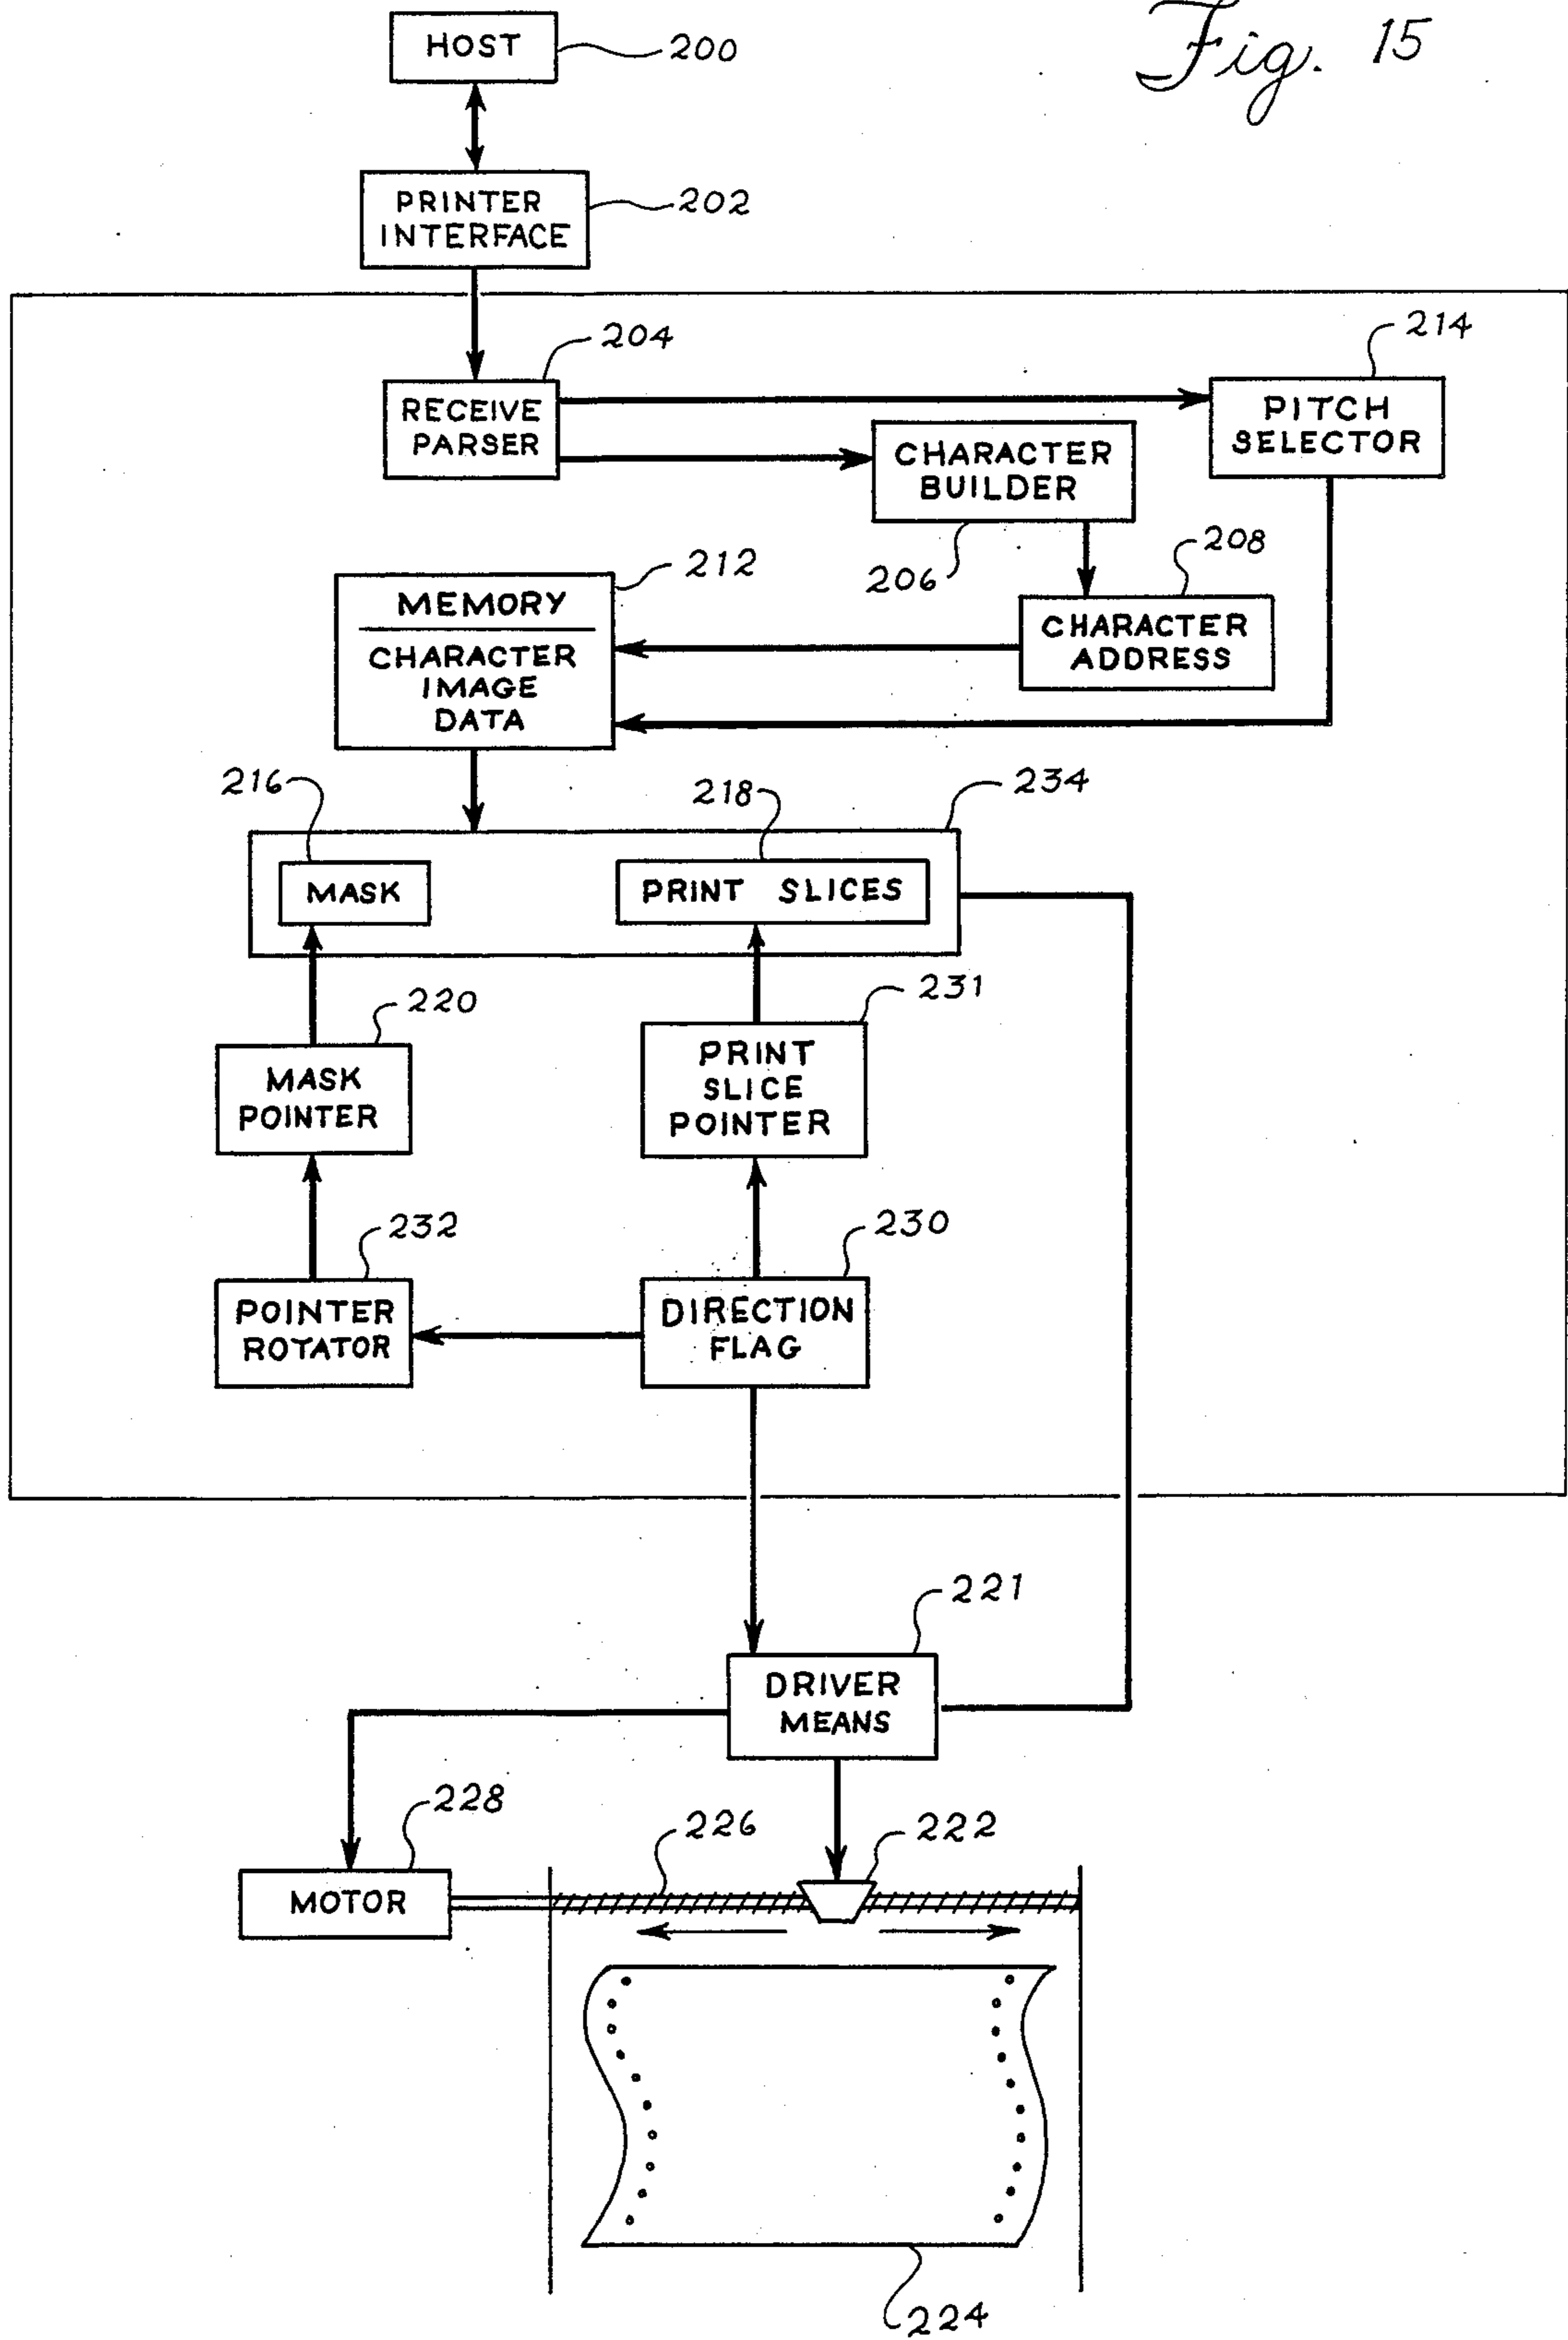 Fig. 15
HOST
200
PRINTER
INTERFACE
202
204
RECEIVE
PARSER
214
PITCH
SELECTOR
CHARACTER
BUILDER
206
208
CHARACTER
ADDRESS
212
MEMORY
CHARACTER
IMAGE
DATA
216
218
234
MASK
PRINT SLICES
220
MASK
POINTER
231
PRINT
SLICE
POINTER
232
POINTER
ROTATOR
230
DIRECTION
FLAG
221
DRIVER
MEANS
228
MOTOR
226
222
224